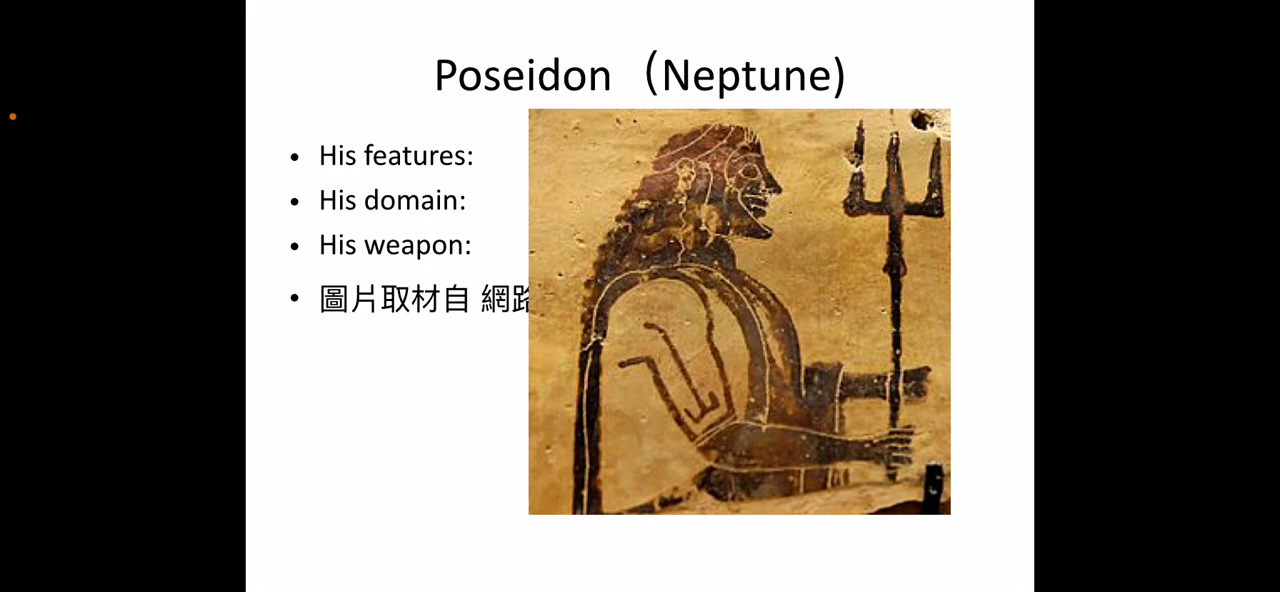 Poseidon（Neptune)
• His features:
• His domain:
• His weapon:
• 圖片取材自 網路